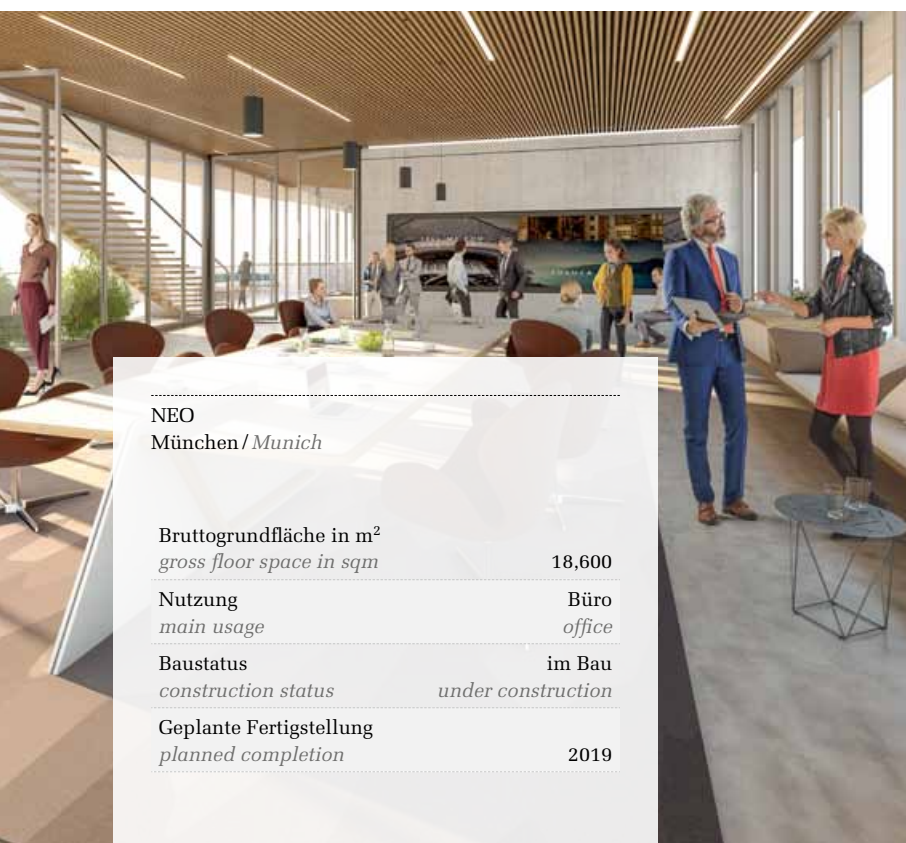 NEO
München / Munich
Bruttogrundfläche in m²
gross floor space in sqm 18,600
Nutzung Büro
main usage office
Baustatus im Bau
construction status under construction
Geplante Fertigstellung
planned completion 2019